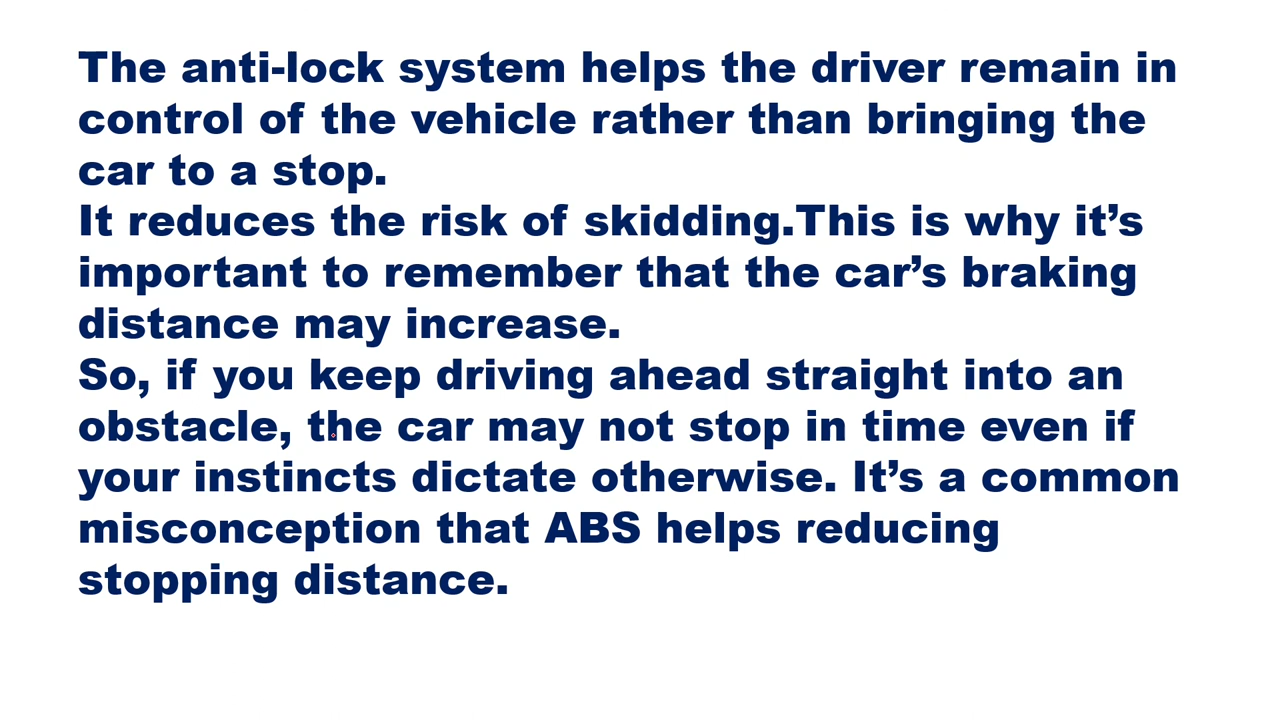 The anti-lock system helps the driver remain in
control of the vehicle rather than bringing the
car to a stop.
It reduces the risk of skidding.This is why it’s
important to remember that the car’s braking
distance may increase.
So, if you keep driving ahead straight into an
obstacle, the car may not stop in time even if
your instincts dictate otherwise. It’s a common
misconception that ABS helps reducing
stopping distance.